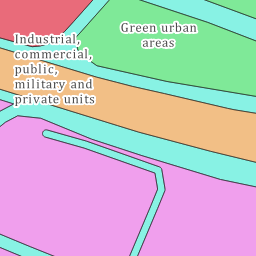 Green urban
areas
Industrial,
commercial,
public,
military and
private units